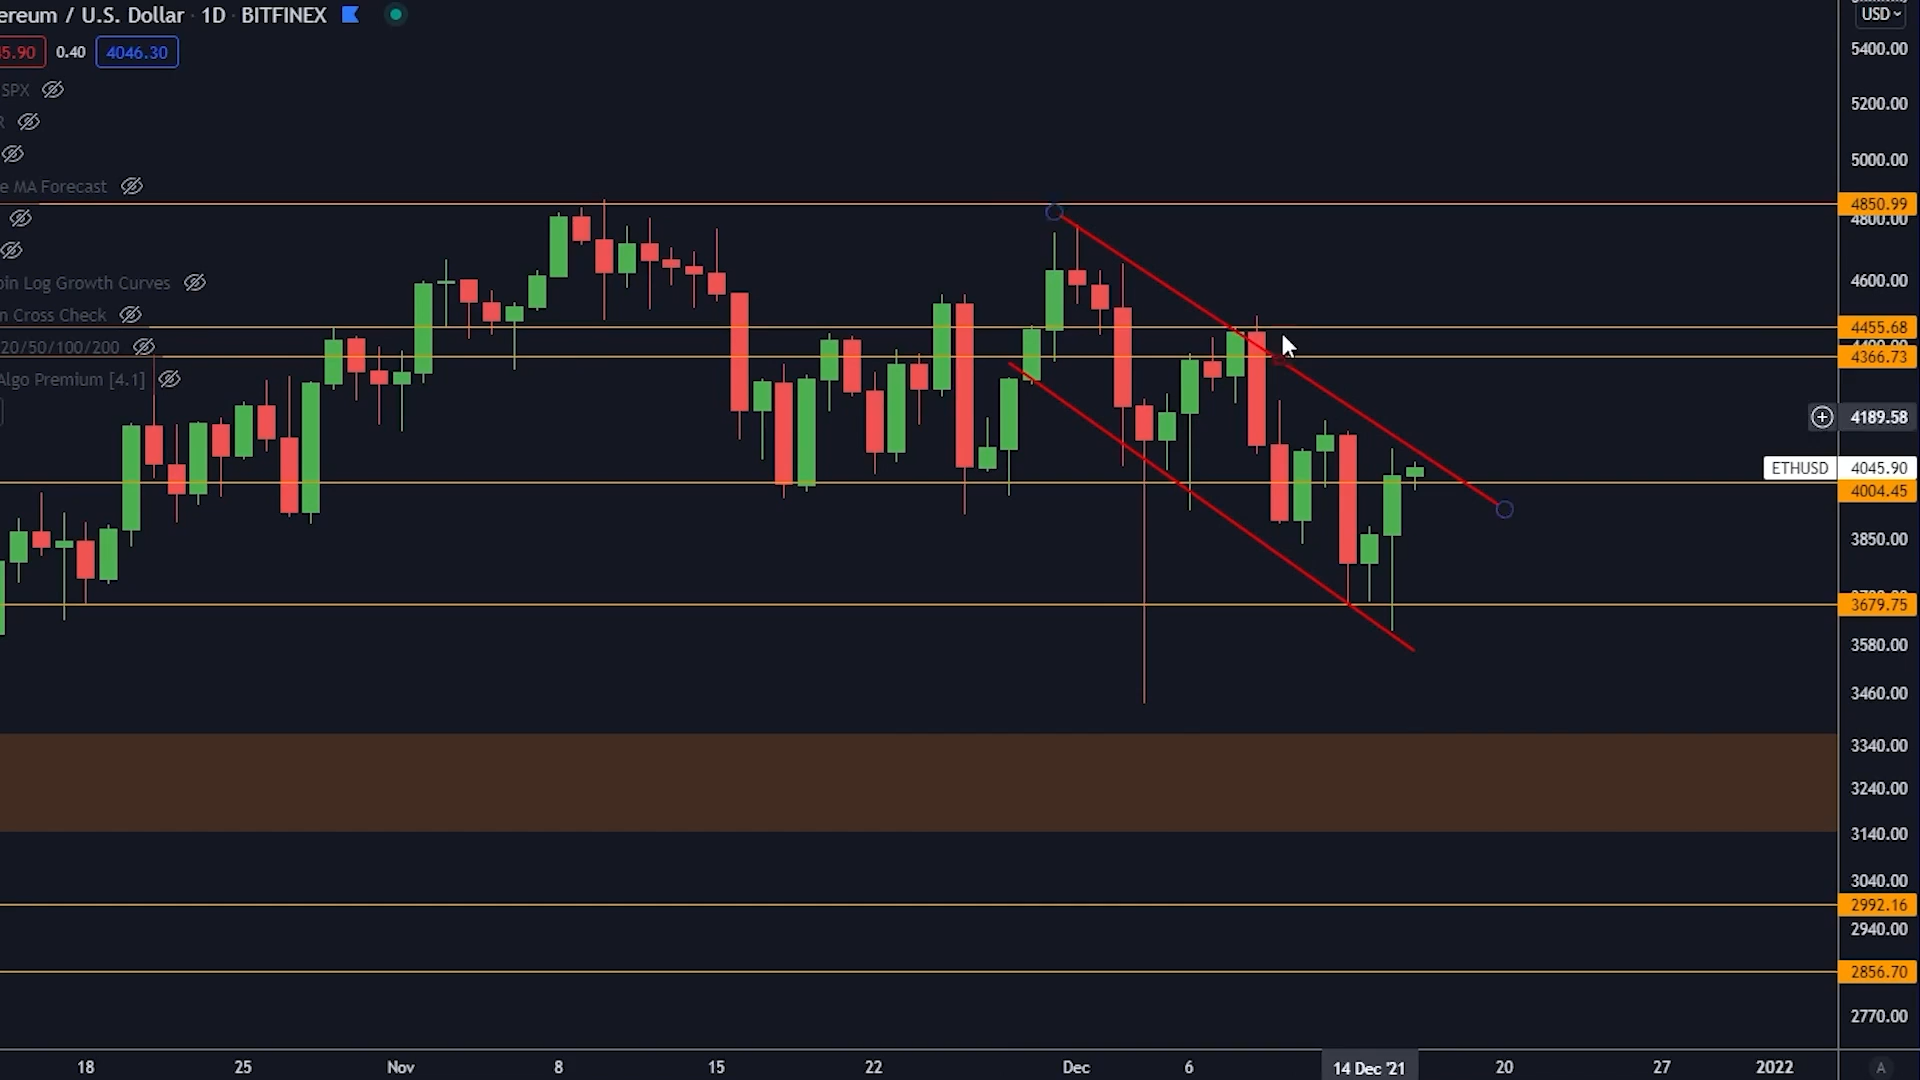 ereum / U.S. Dollar · 1D · BITFINEX
USD
45.90 0.40 4046.30
SPX
R
e MA Forecast
oin Log Growth Curves
n Cross Check
20/50/100/200
Algo Premium [4.1]
5400.00
5200.00
5000.00
4850.99
4800.00
4600.00
4455.68
4366.73
4189.58
ETHUSD 4045.90
4004.45
3850.00
3679.75
3580.00
3460.00
3340.00
3240.00
3140.00
3040.00
2992.16
2940.00
2856.70
2770.00
18 25 Nov 8 15 22 Dec 6 14 Dec '21 20 27 2022 A